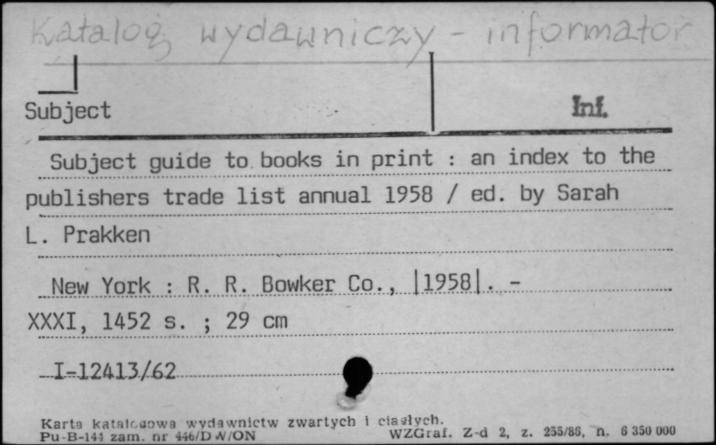 Katalog wydawniczy - informator
Subject Inf.
Subject guide to books in print : an index to the
publishers trade list annual 1958 / ed. by Sarah
L. Prakken
New York : R. R. Bowker Co., |1958|. -
XXXI, 1452 s. ; 29 cm
I-12413/62
Karta katalogowa wydawnictw zwartych i ciągłych.
Pu-B-141 zam. nr 446/D W/ON WZGraf. Z-d 2, z. 255/86, n. 6 350 000